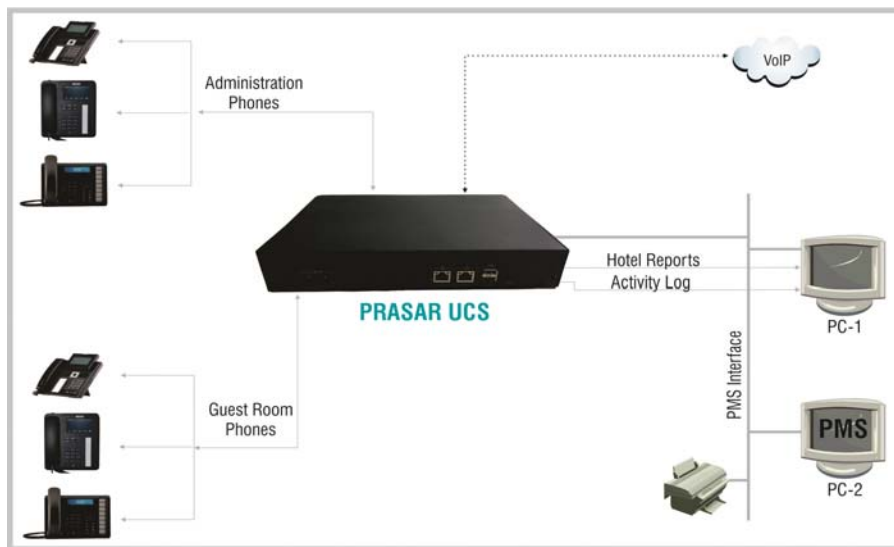 VoIP
Administration
Phones
Hotel Reports
Activity Log
PRASAR UCS
PC-1
PMS Interface
Guest Room
Phones
PMS
PC-2